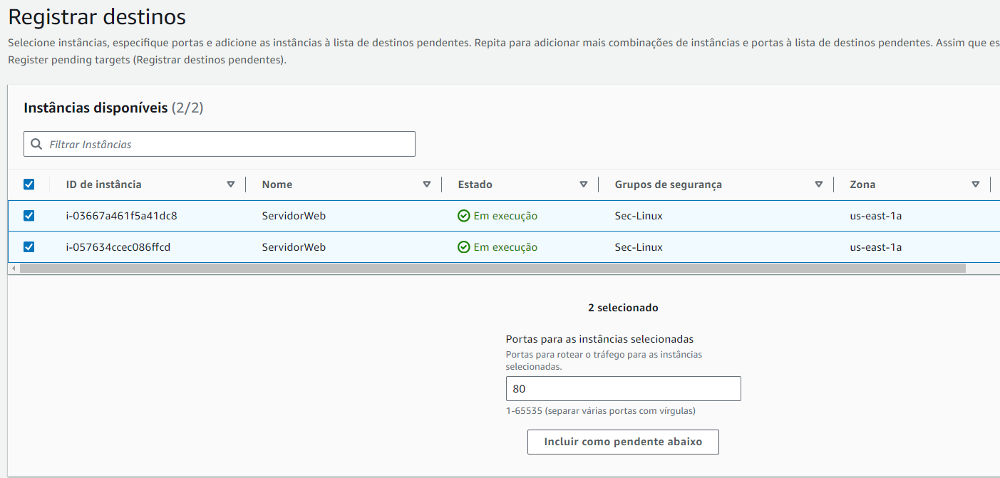 Registrar destinos
Selecione instâncias, especifique portas e adicione as instâncias à lista de destinos pendentes. Repita para adicionar mais combinações de instâncias e portas à lista de destinos pendentes. Assim que es
Register pending targets (Registrar destinos pendentes).
Instâncias disponíveis (2/2)
Filtrar Instâncias
ID de instância Nome Estado Grupos de segurança Zona
i-03667a461f5a41dc8 ServidorWeb Em execução Sec-Linux us-east-1a
i-057634ccec086ffcd ServidorWeb Em execução Sec-Linux us-east-1a
2 selecionado
Portas para as instâncias selecionadas
Portas para rotear o tráfego para as instâncias
selecionadas.
80
1-65535 (separar várias portas com vírgulas)
Incluir como pendente abaixo